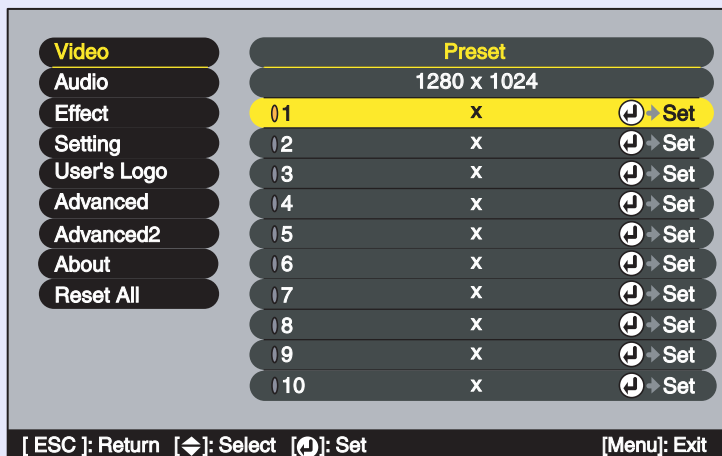 Video
Audio
Effect
Setting
User's Logo
Advanced
Advanced2
About
Reset All
Preset
1280 x 1024
1 x Set
2 x Set
3 x Set
4 x Set
5 x Set
6 x Set
7 x Set
8 x Set
9 x Set
10 x Set
[ ESC ]: Return [ ]: Select [ ]: Set [Menu]: Exit